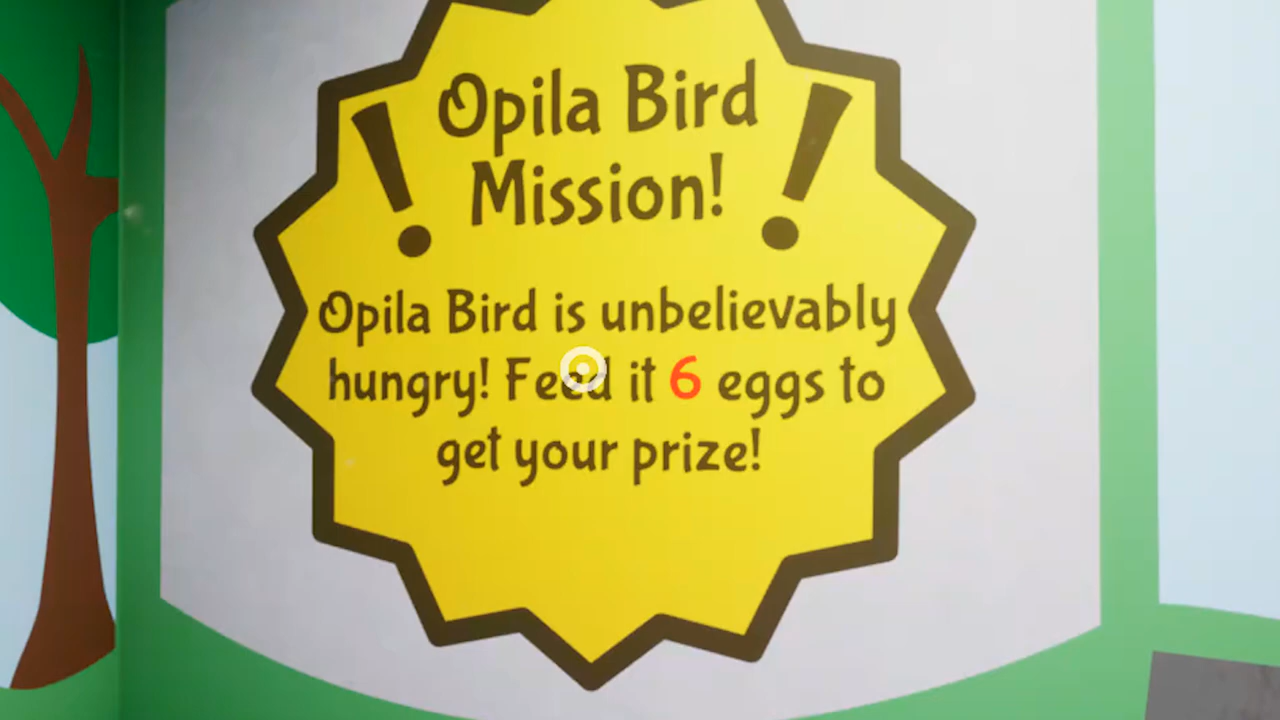 Opila Bird
Mission!
Opila Bird is unbelievably
hungry! Feed it 6 eggs to
get your prize!